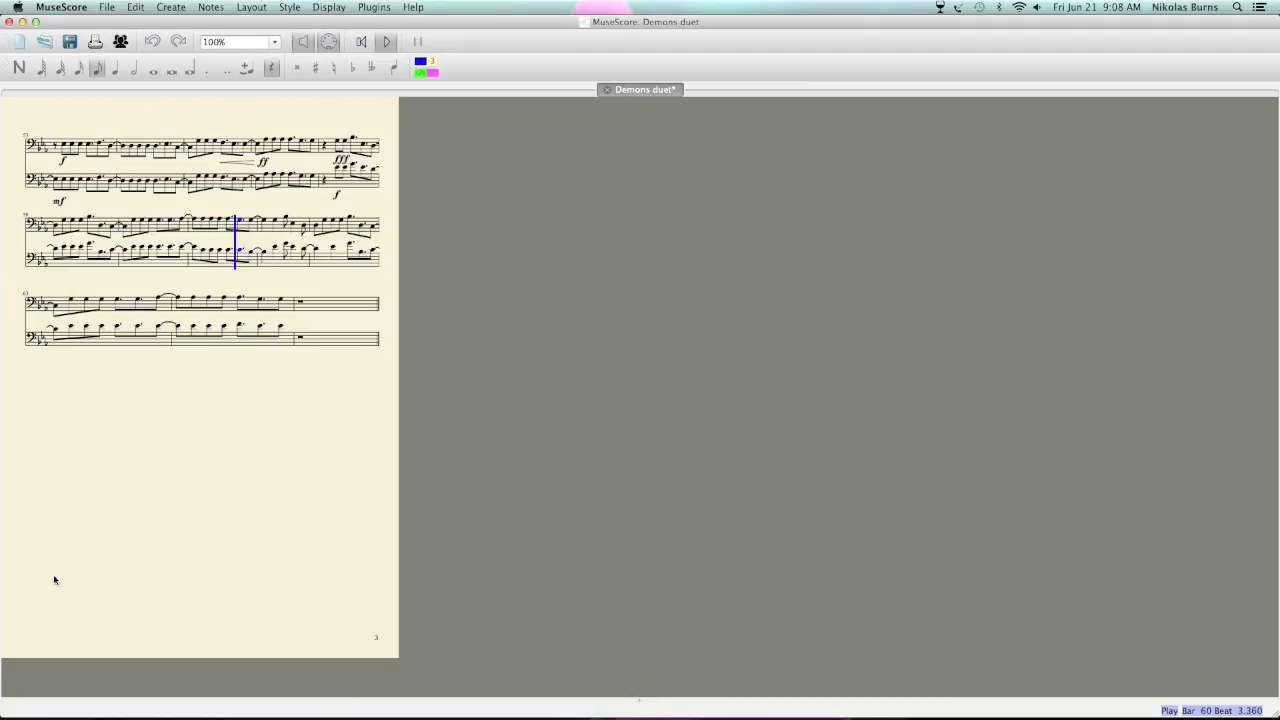 MuseScore File Edit Create Notes Layout Style Display Plugins Help Fri Jun 21 9:08 AM Nikolas Burns
MuseScore: Demons duet
100%
N 3
Demons duet*
f ff fff
mf f
3
Play Bar 60 Beat 3.360